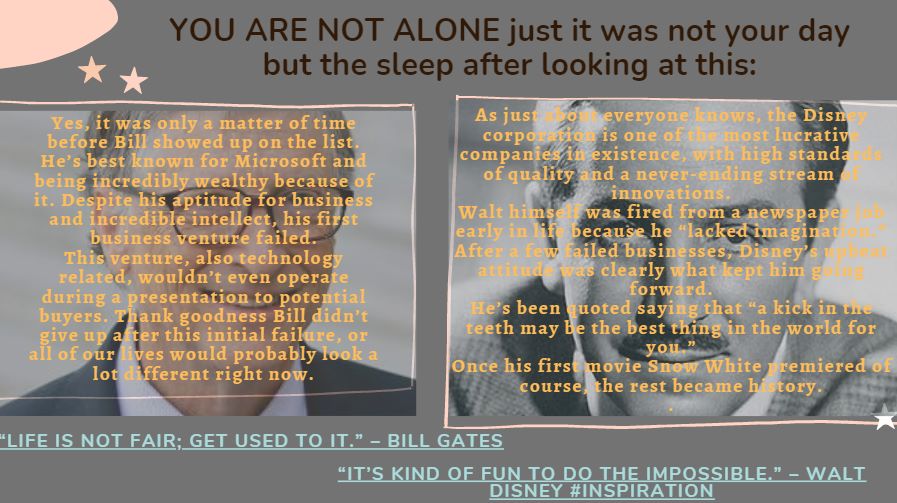 YOU ARE NOT ALONE just it was not your day
but the sleep after looking at this:
Yes, it was only a matter of time
before Bill showed up on the list.
He's best known for Microsoft and
being incredibly wealthy because of
it. Despite his aptitude for business
and incredible intellect, his first
business venture failed.
This venture, also technology
related, wouldn't even operate
during a presentation to potential
buyers. Thank goodness Bill didn't
give up after this initial failure, or
all of our lives would probably look a
lot different right now.
As just about everyone knows, the Disney
corporation is one of the most lucrative
companies in existence, with high standards
of quality and a never-ending stream of
innovations.
Walt himself was fired from a newspaper job
early in life because he “lacked imagination.”
After a few failed businesses, Disney's upbeat
attitude was clearly what kept him going
forward.
He's been quoted saying that “a kick in the
teeth may be the best thing in the world for
you.”
Once his first movie Snow White premiered of
course, the rest became history.
.
“LIFE IS NOT FAIR; GET USED TO IT.” – BILL GATES
“IT'S KIND OF FUN TO DO THE IMPOSSIBLE.” – WALT
DISNEY #INSPIRATION